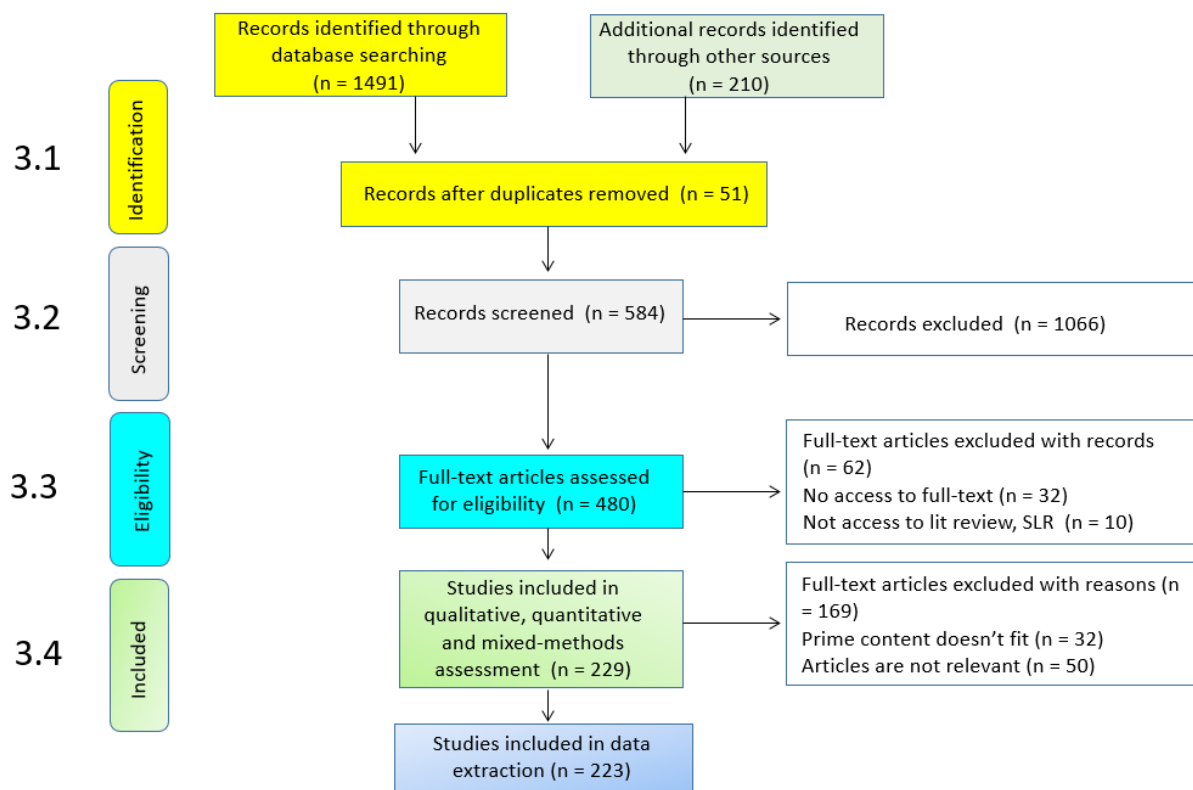 Records identified through
database searching
(n = 1491)
Additional records identified
through other sources
(n = 210)
3.1
Identification
Records after duplicates removed (n = 51)
3.2
Screening
Records screened (n = 584)
Records excluded (n = 1066)
3.3
Eligibility
Full-text articles assessed
for eligibility (n = 480)
Full-text articles excluded with records
(n = 62)
No access to full-text (n = 32)
Not access to lit review, SLR (n = 10)
3.4
Included
Studies included in
qualitative, quantitative
and mixed-methods
assessment (n = 229)
Full-text articles excluded with reasons (n
= 169)
Prime content doesn’t fit (n = 32)
Articles are not relevant (n = 50)
Studies included in data
extraction (n = 223)